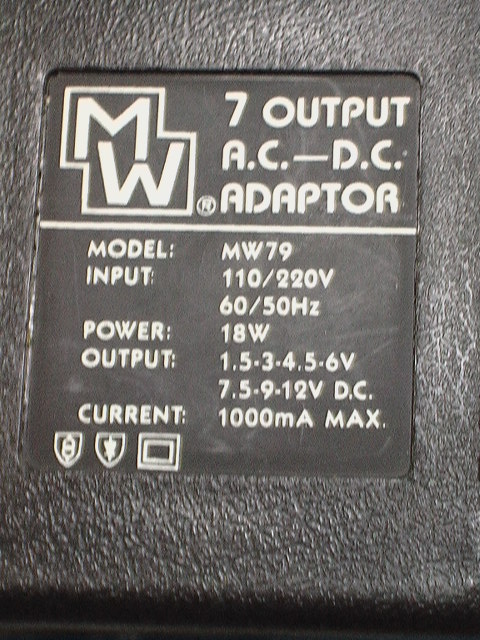 MW®
7 OUTPUT
A.C.—D.C.
ADAPTOR
MODEL: MW79
INPUT: 110/220V
60/50Hz
POWER: 18W
OUTPUT: 1.5-3-4.5-6V
7.5-9-12V D.C.
CURRENT: 1000mA MAX.